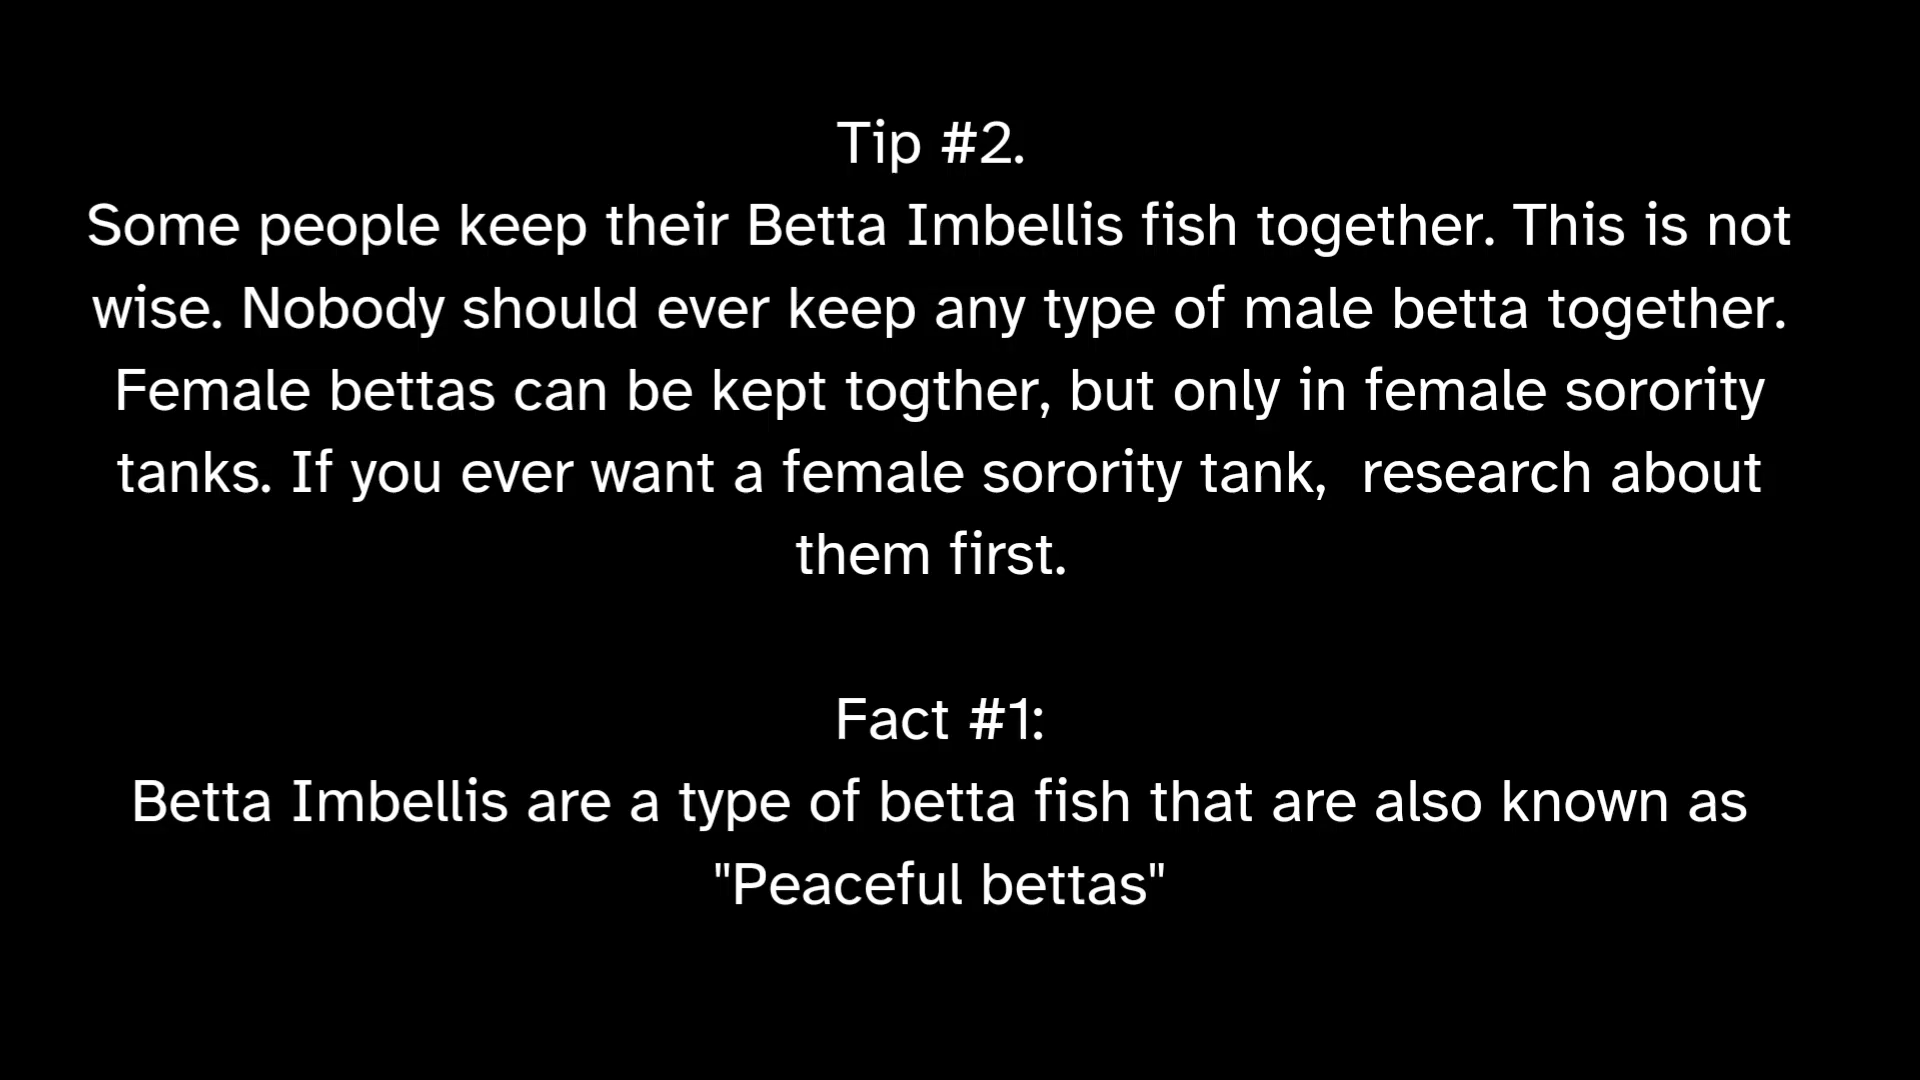 Tip #2.
Some people keep their Betta Imbellis fish together. This is not
wise. Nobody should ever keep any type of male betta together.
Female bettas can be kept togther, but only in female sorority
tanks. If you ever want a female sorority tank,  research about
them first.
Fact #1:
Betta Imbellis are a type of betta fish that are also known as
"Peaceful bettas"